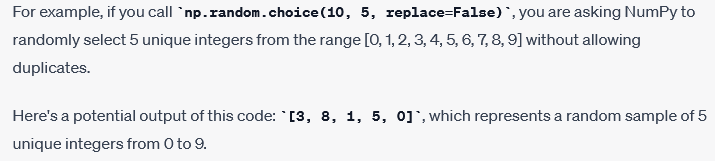 For example, if you call `np.random.choice(10, 5, replace=False)`, you are asking NumPy to
randomly select 5 unique integers from the range [0, 1, 2, 3, 4, 5, 6, 7, 8, 9] without allowing
duplicates.
Here's a potential output of this code: `[3, 8, 1, 5, 0]`, which represents a random sample of 5
unique integers from 0 to 9.